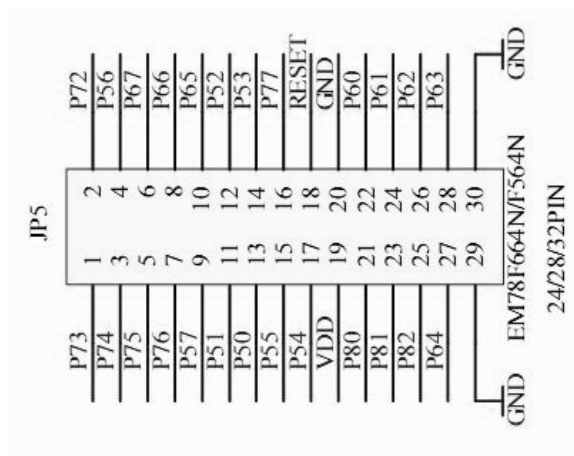 P72
P56
P67
P66
P65
P52
P53
P77
RESET
GND
P60
P61
P62
P63
GND
JP5
2 4 6 8 10 12 14 16 18 20 22 24 26 28 30
1 3 5 7 9 11 13 15 17 19 21 23 25 27 29
EM78F664N/F564N
24/28/32PIN
P73
P74
P75
P76
P57
P51
P50
P55
P54
VDD
P80
P81
P82
P64
GND